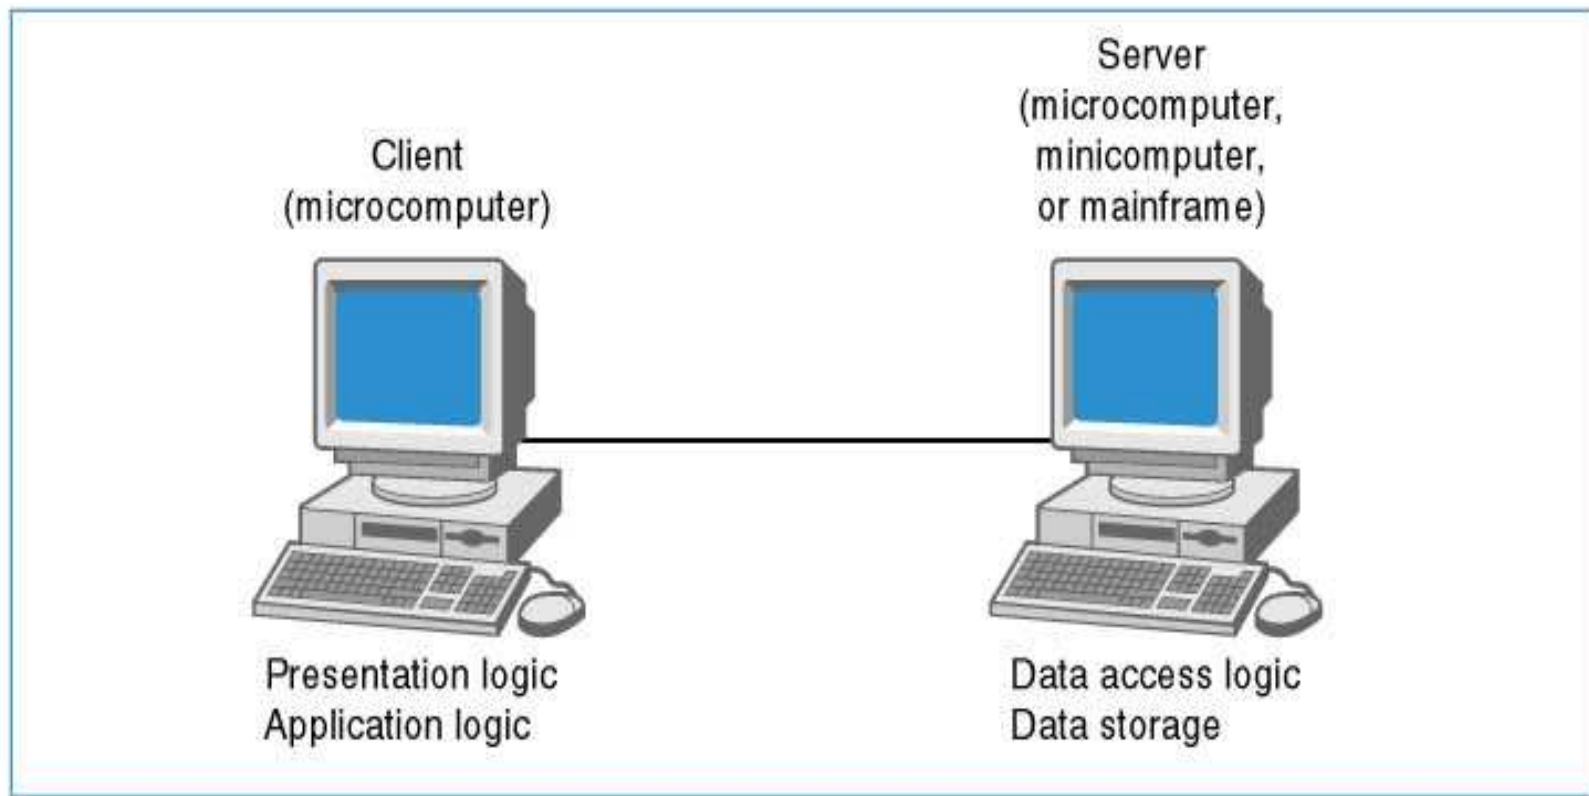 Client
(microcomputer)
Server
(microcomputer,
minicomputer,
or mainframe)
Presentation logic
Application logic
Data access logic
Data storage